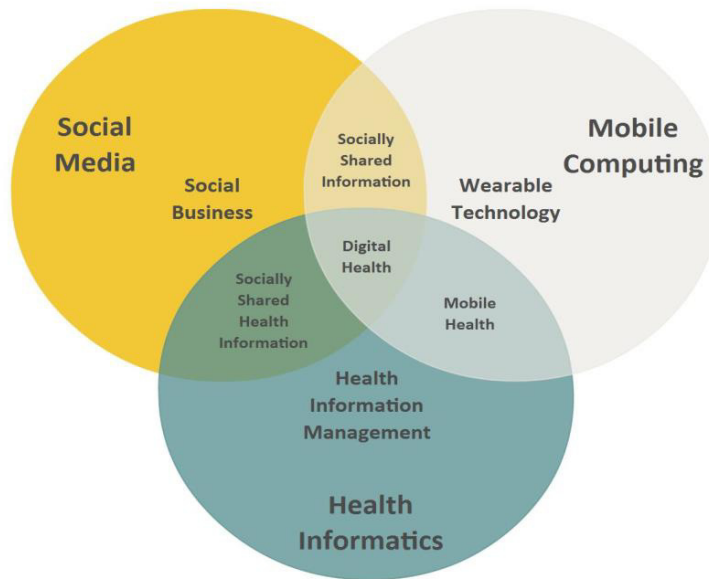 Social
Media
Mobile
Computing
Socially
Shared
Information
Social
Business
Wearable
Technology
Digital
Health
Socially
Shared
Health
Information
Mobile
Health
Health
Information
Management
Health
Informatics